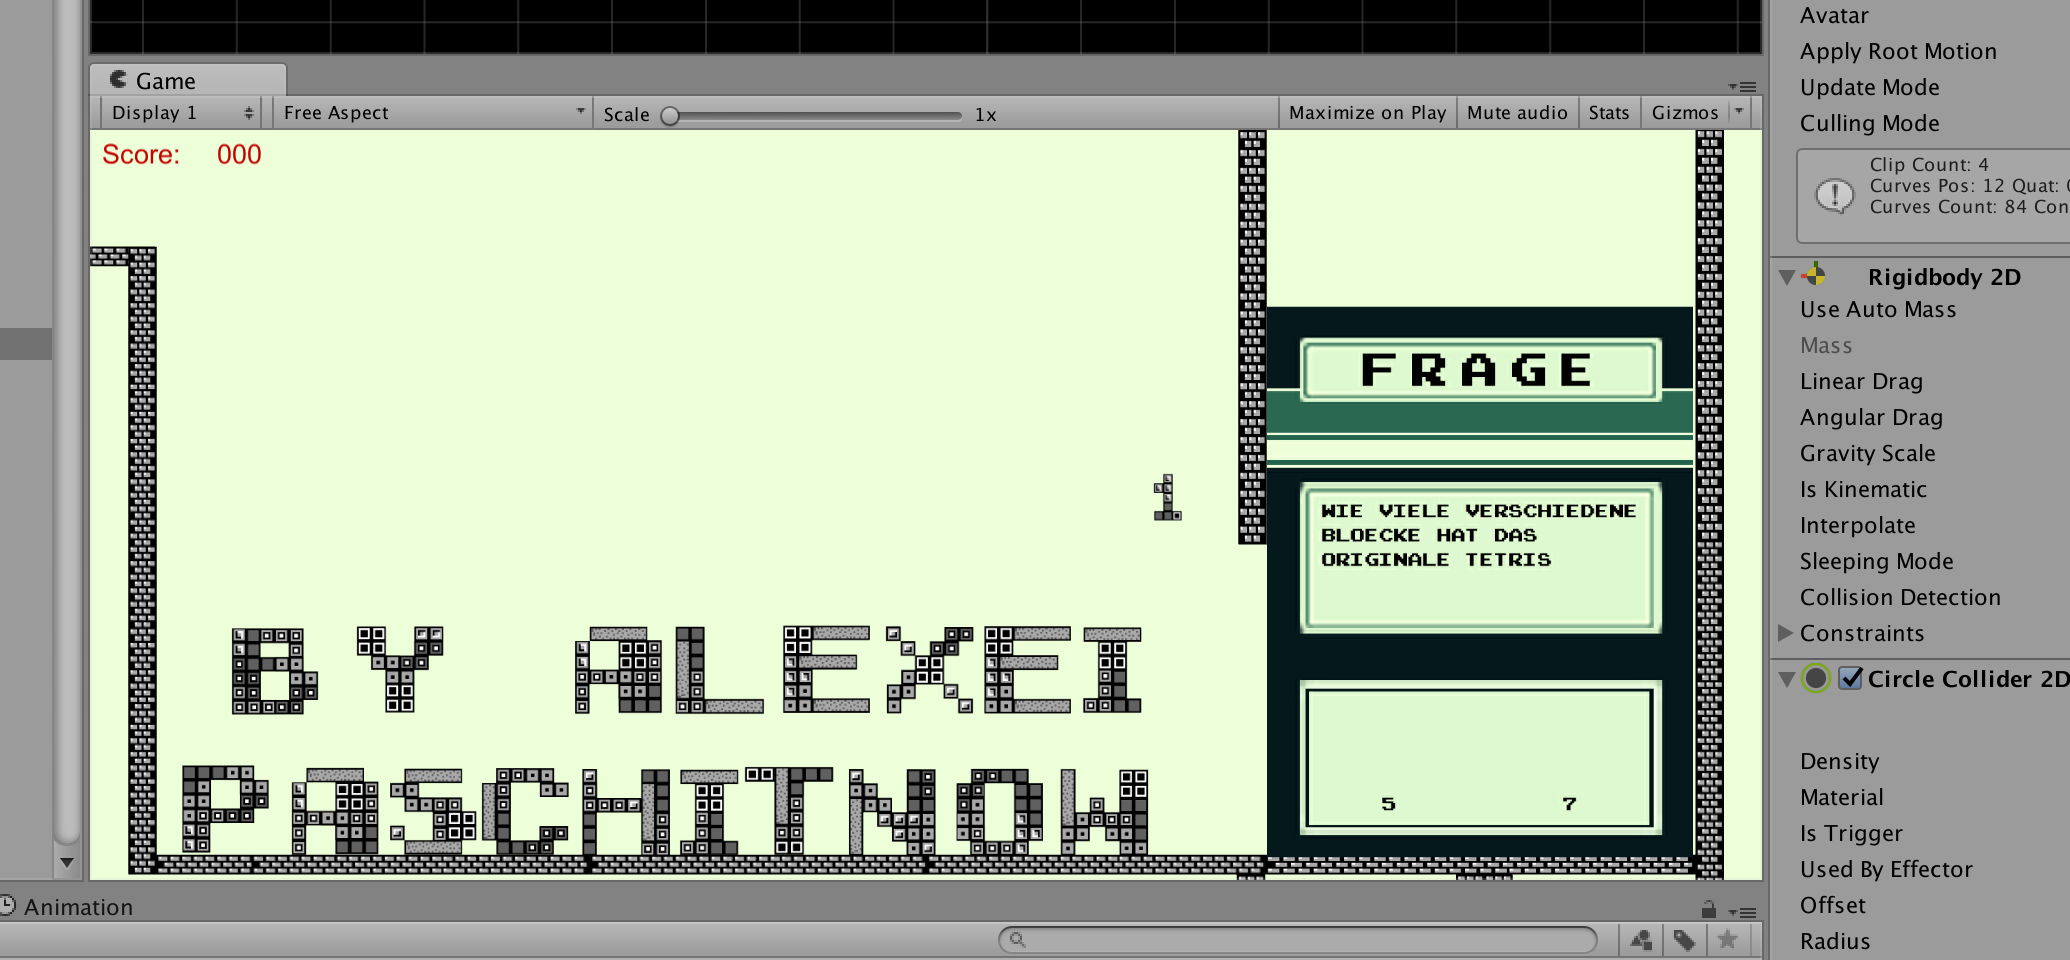 Game
Display 1
Free Aspect
Scale
1x
Maximize on Play
Mute audio
Stats
Gizmos
Score: 000
1
BY ALEXEI
PASCHITNOW
FRAGE
WIE VIELE VERSCHIEDENE
BLOECKE HAT DAS
ORIGINALE TETRIS
5 7
Animation
Avatar
Apply Root Motion
Update Mode
Culling Mode
Clip Count: 4
Curves Pos: 12 Quat:
Curves Count: 84 Con
Rigidbody 2D
Use Auto Mass
Mass
Linear Drag
Angular Drag
Gravity Scale
Is Kinematic
Interpolate
Sleeping Mode
Collision Detection
Constraints
Circle Collider 2D
Density
Material
Is Trigger
Used By Effector
Offset
Radius